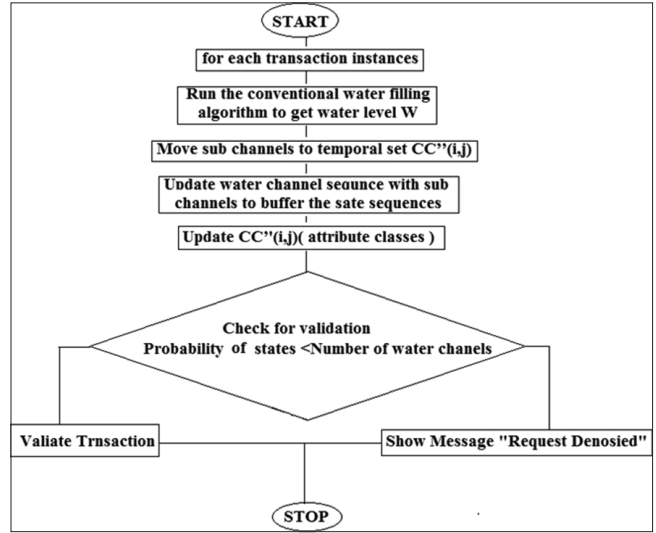 START
for each transaction instances
Run the conventional water filling
algorithm to get water level W
Move sub channels to temporal set CC”(i,j)
Update water channel sequnce with sub
channels to buffer the sate sequences
Update CC"(i,j)( attribute classes )
Check for validation
Probability of states <Number of water chanels
Valiate Trnsaction
Show Message "Request Denosied"
STOP